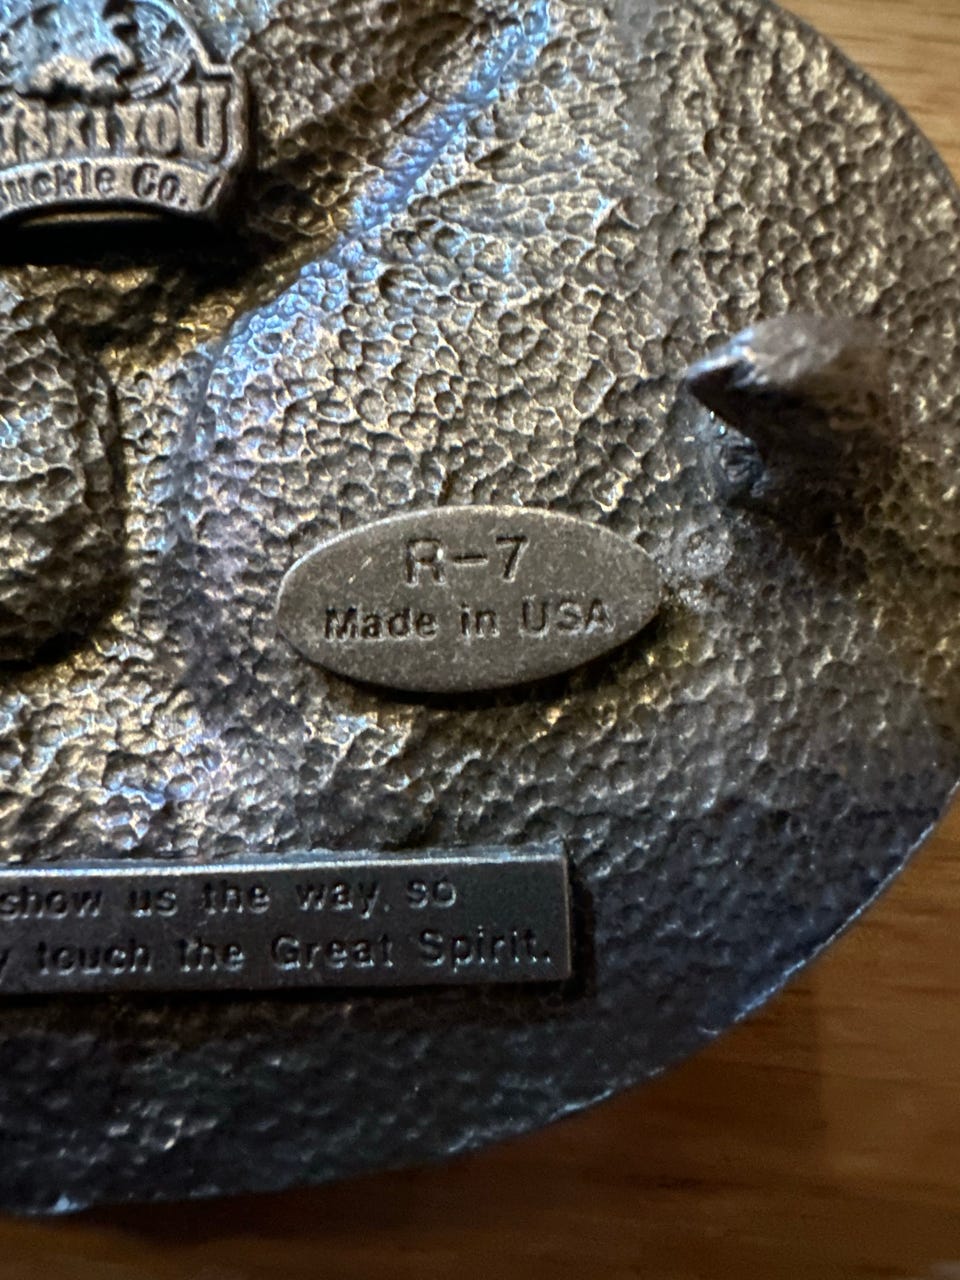 Buckle Co.
R-7
Made in USA
show us the way, so
touch the Great Spirit.